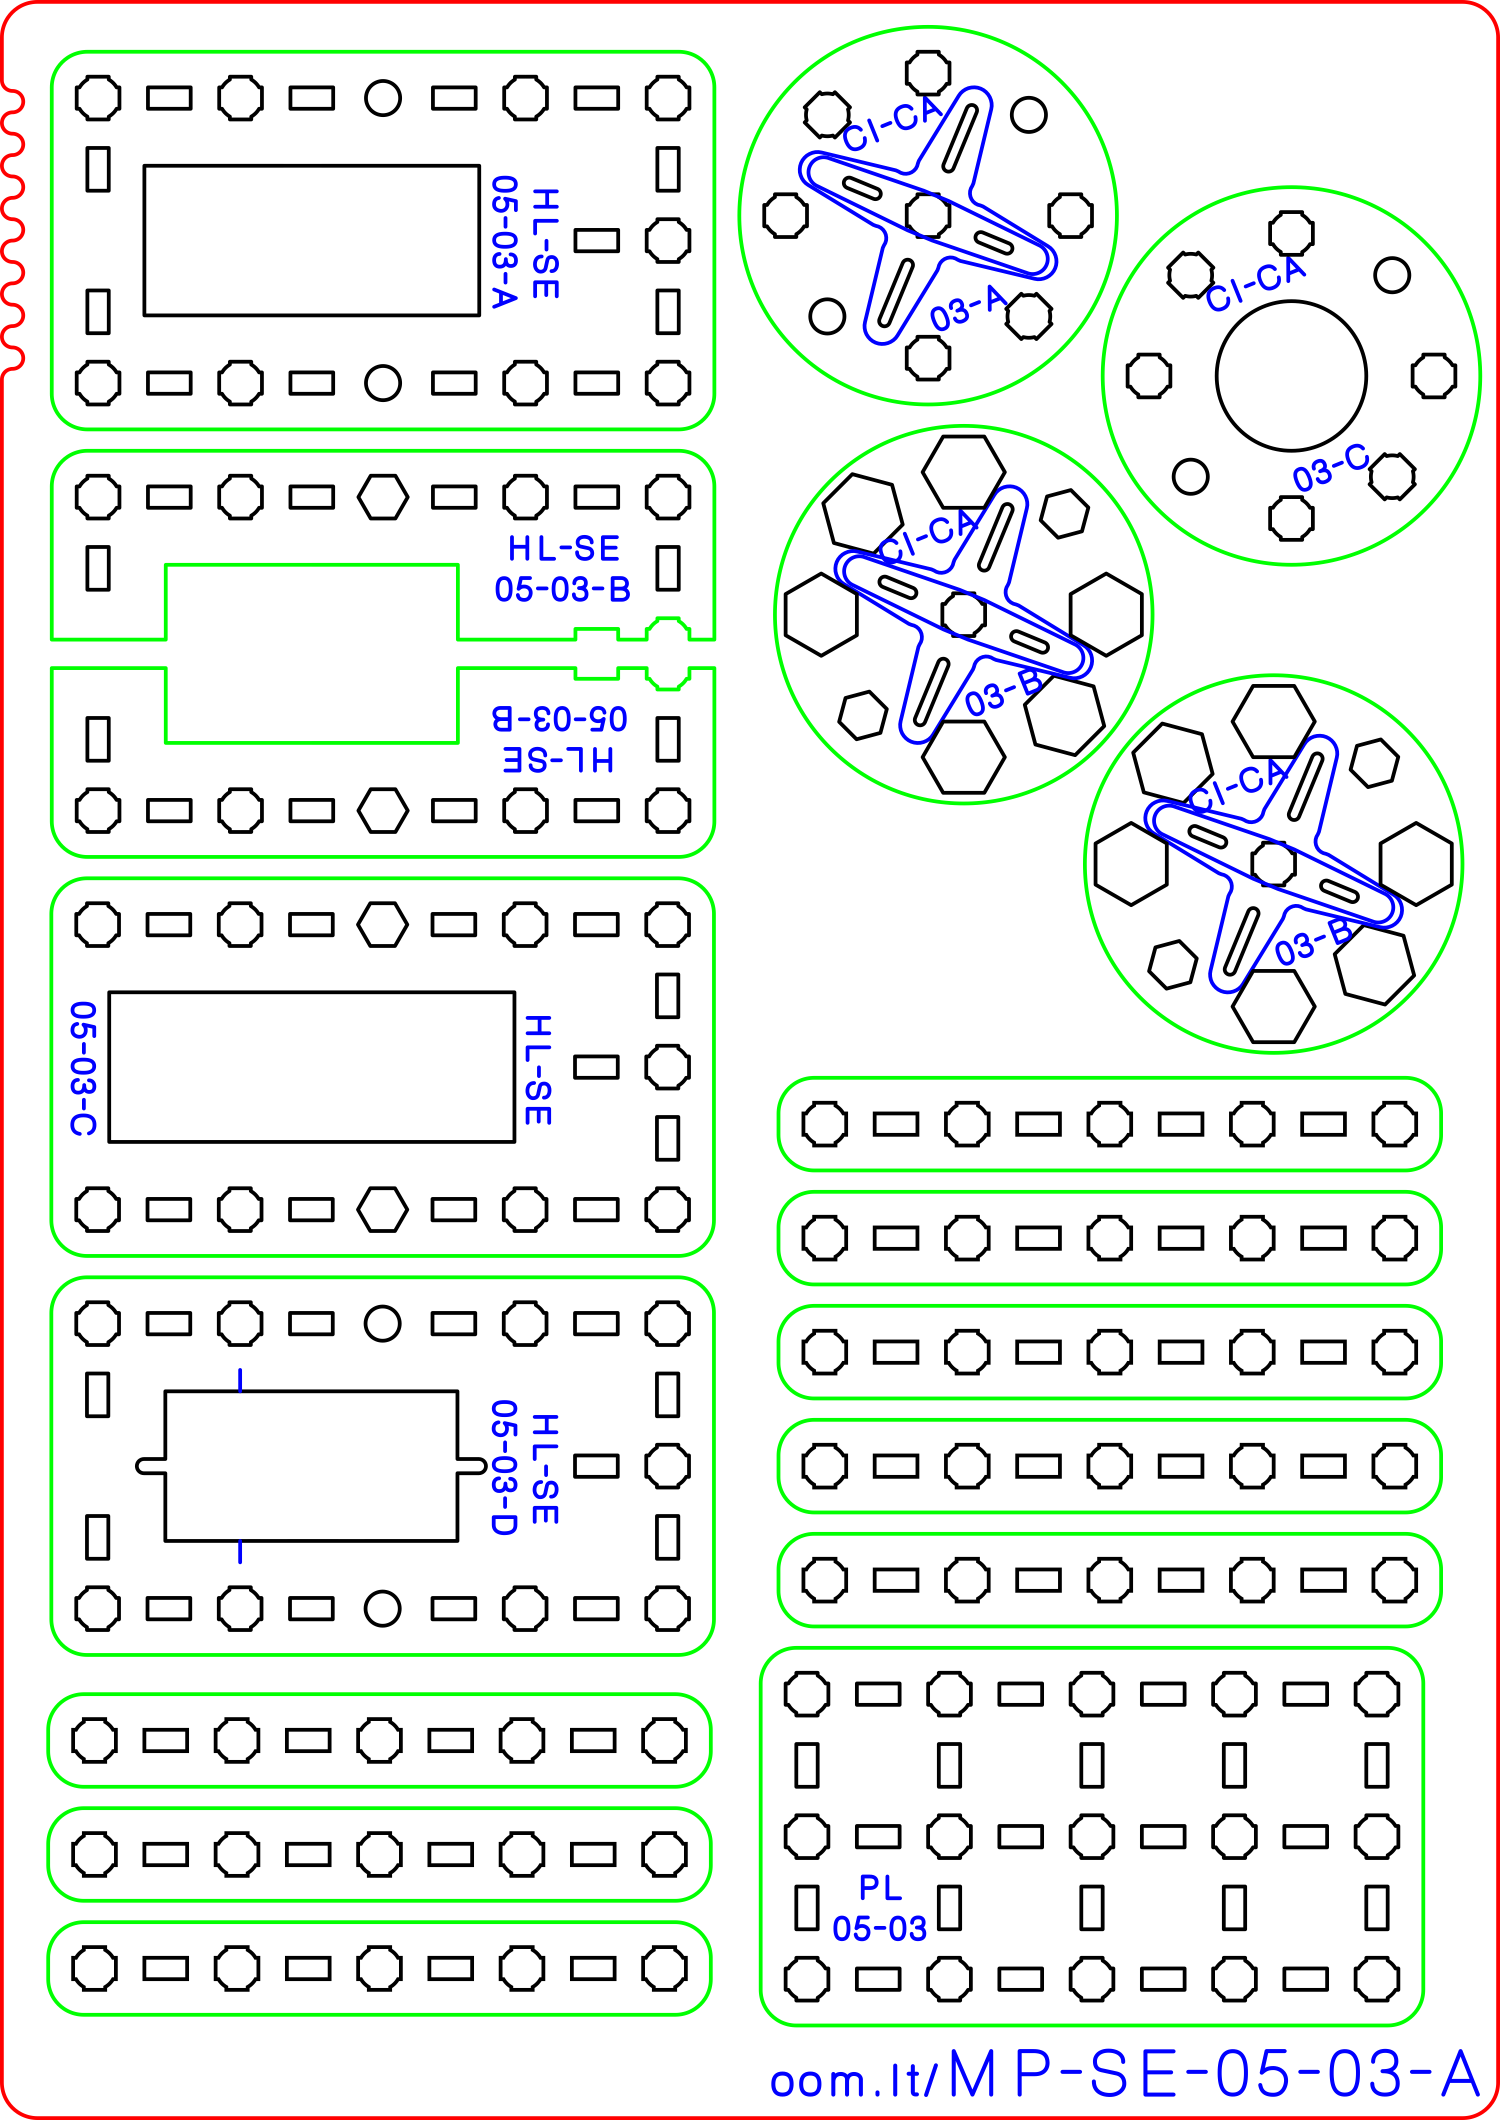 HL-SE
05-03-A
HL-SE
05-03-B
05-03-B
HL-SE
HL-SE
05-03-C
HL-SE
05-03-D
CI-CA
03-A
CI-CA
03-C
CI-CA
03-B
CI-CA
03-B
PL
05-03
oom.lt/MP-SE-05-03-A